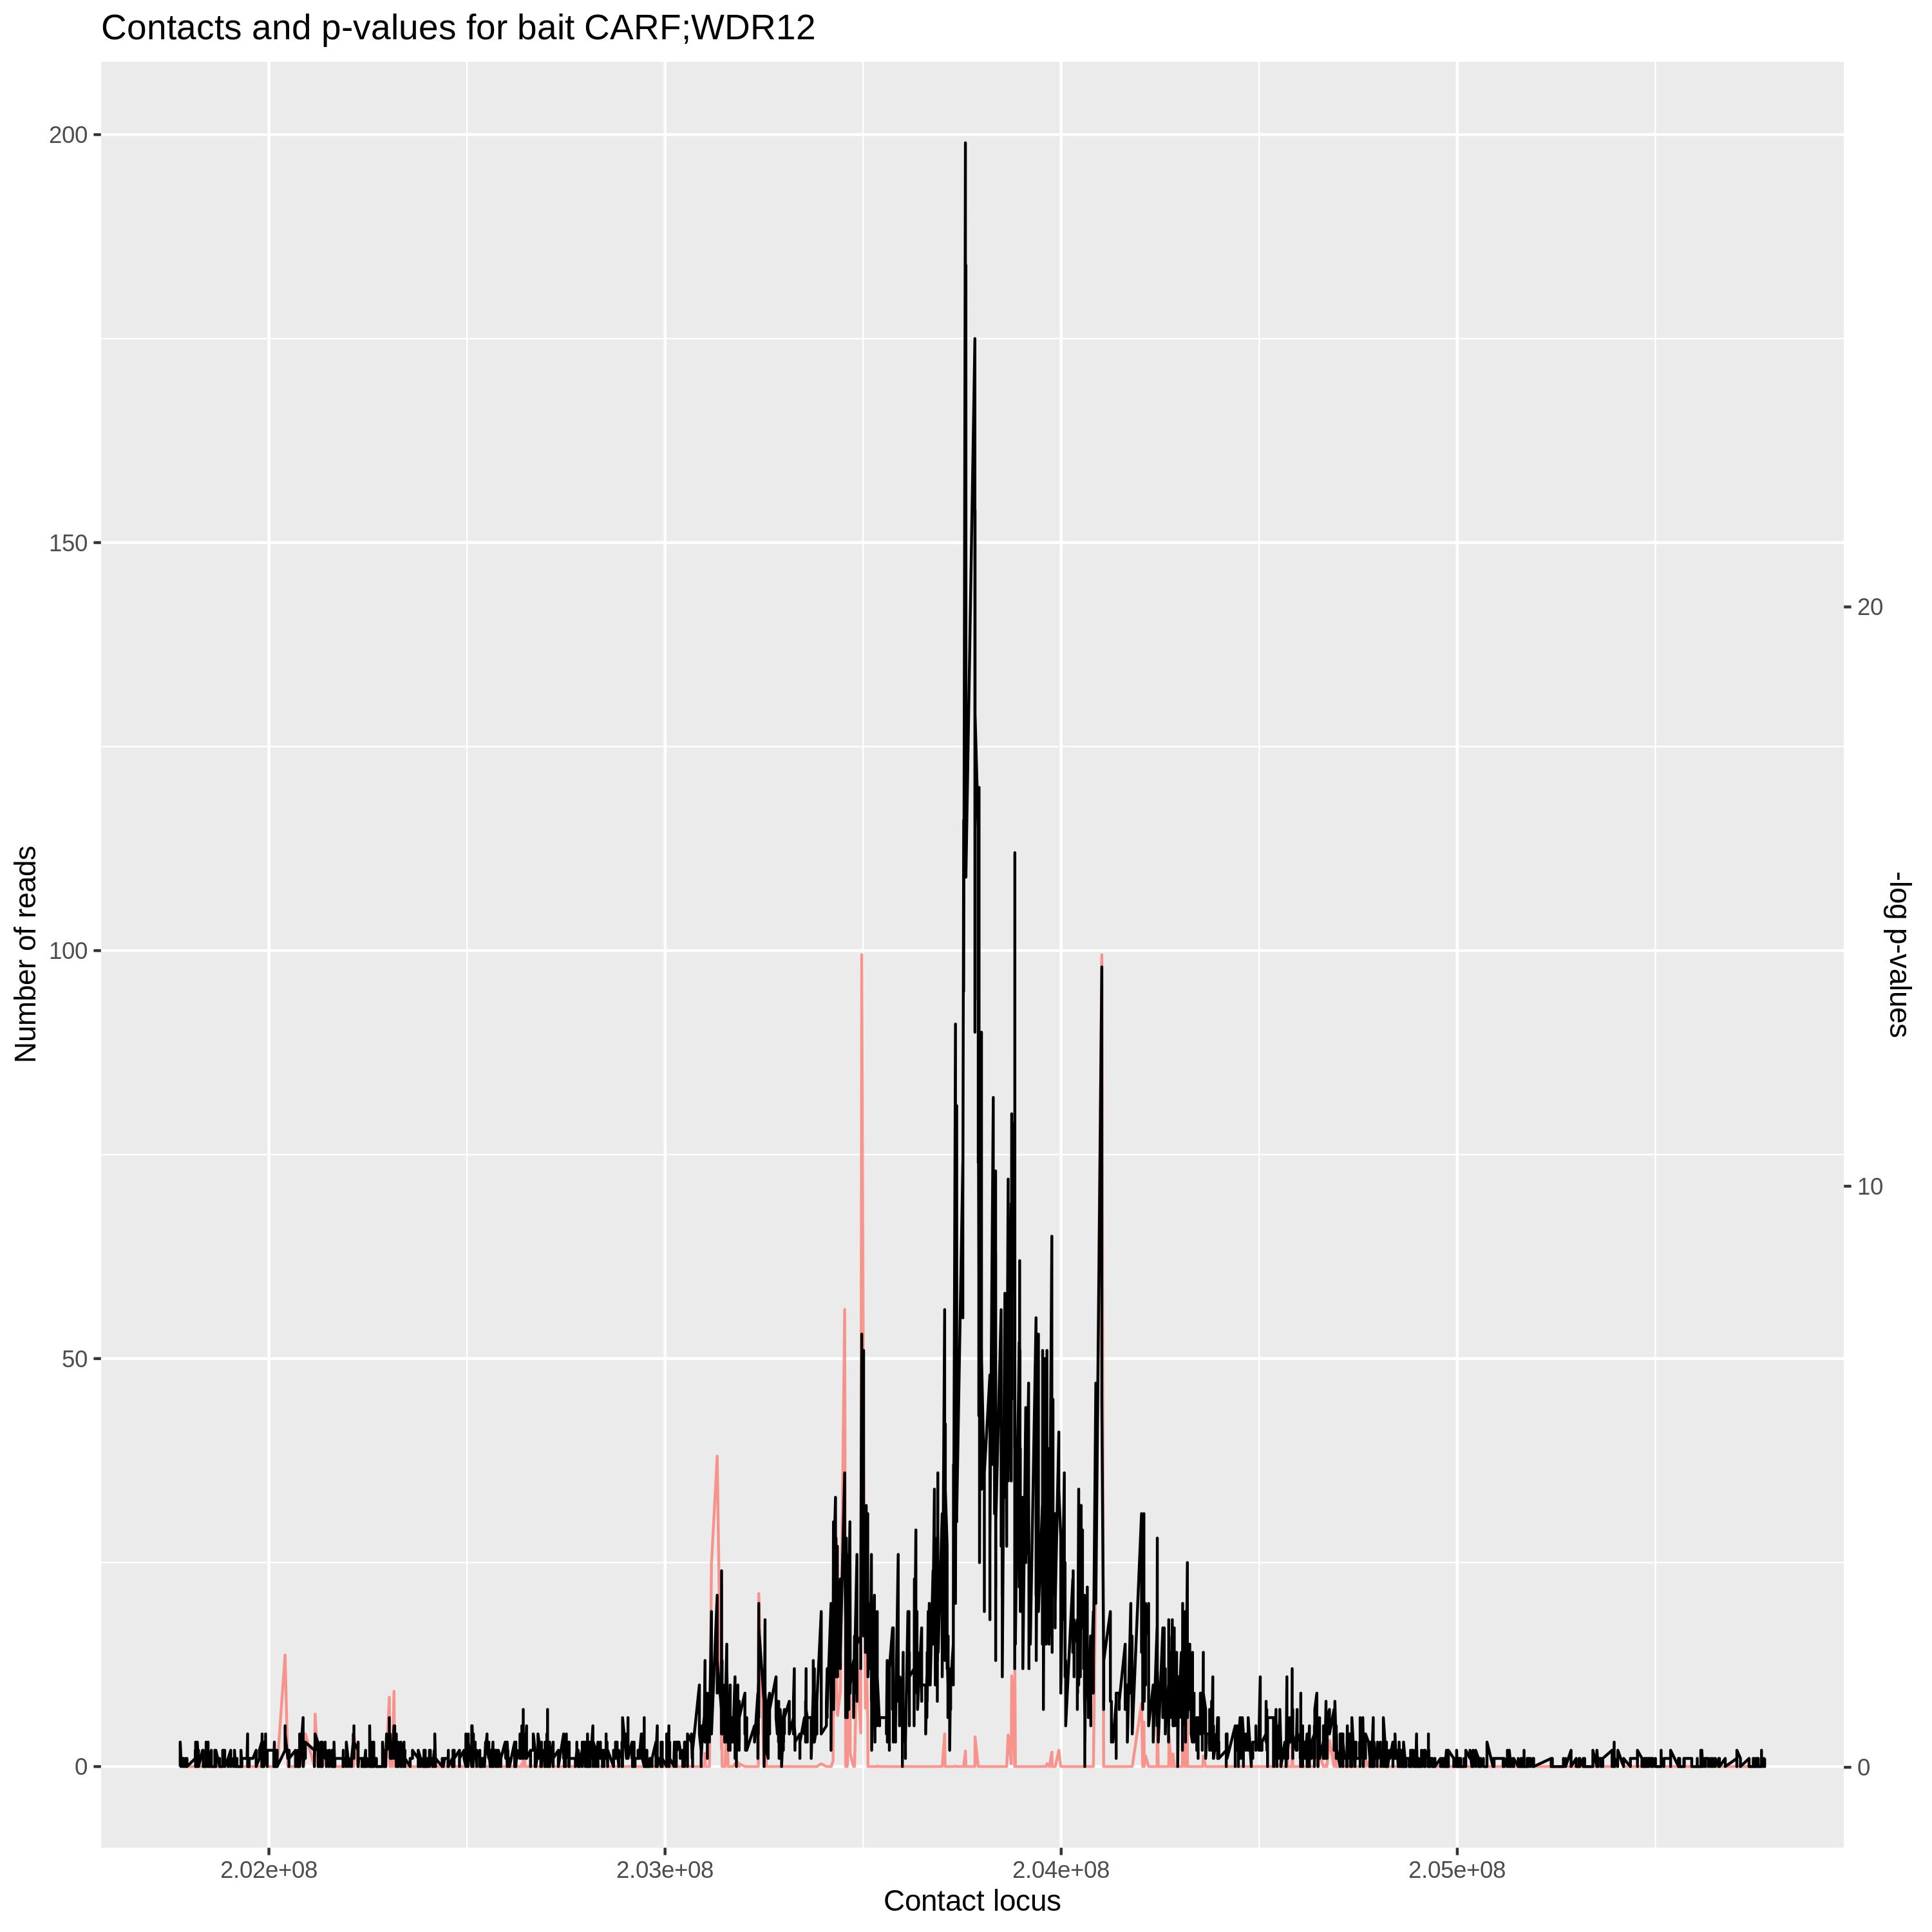 Contacts and p-values for bait CARF;WDR12
200
150
100
50
0
Number of reads
20
10
0
-log p-values
2.02e+08 2.03e+08 2.04e+08 2.05e+08
Contact locus